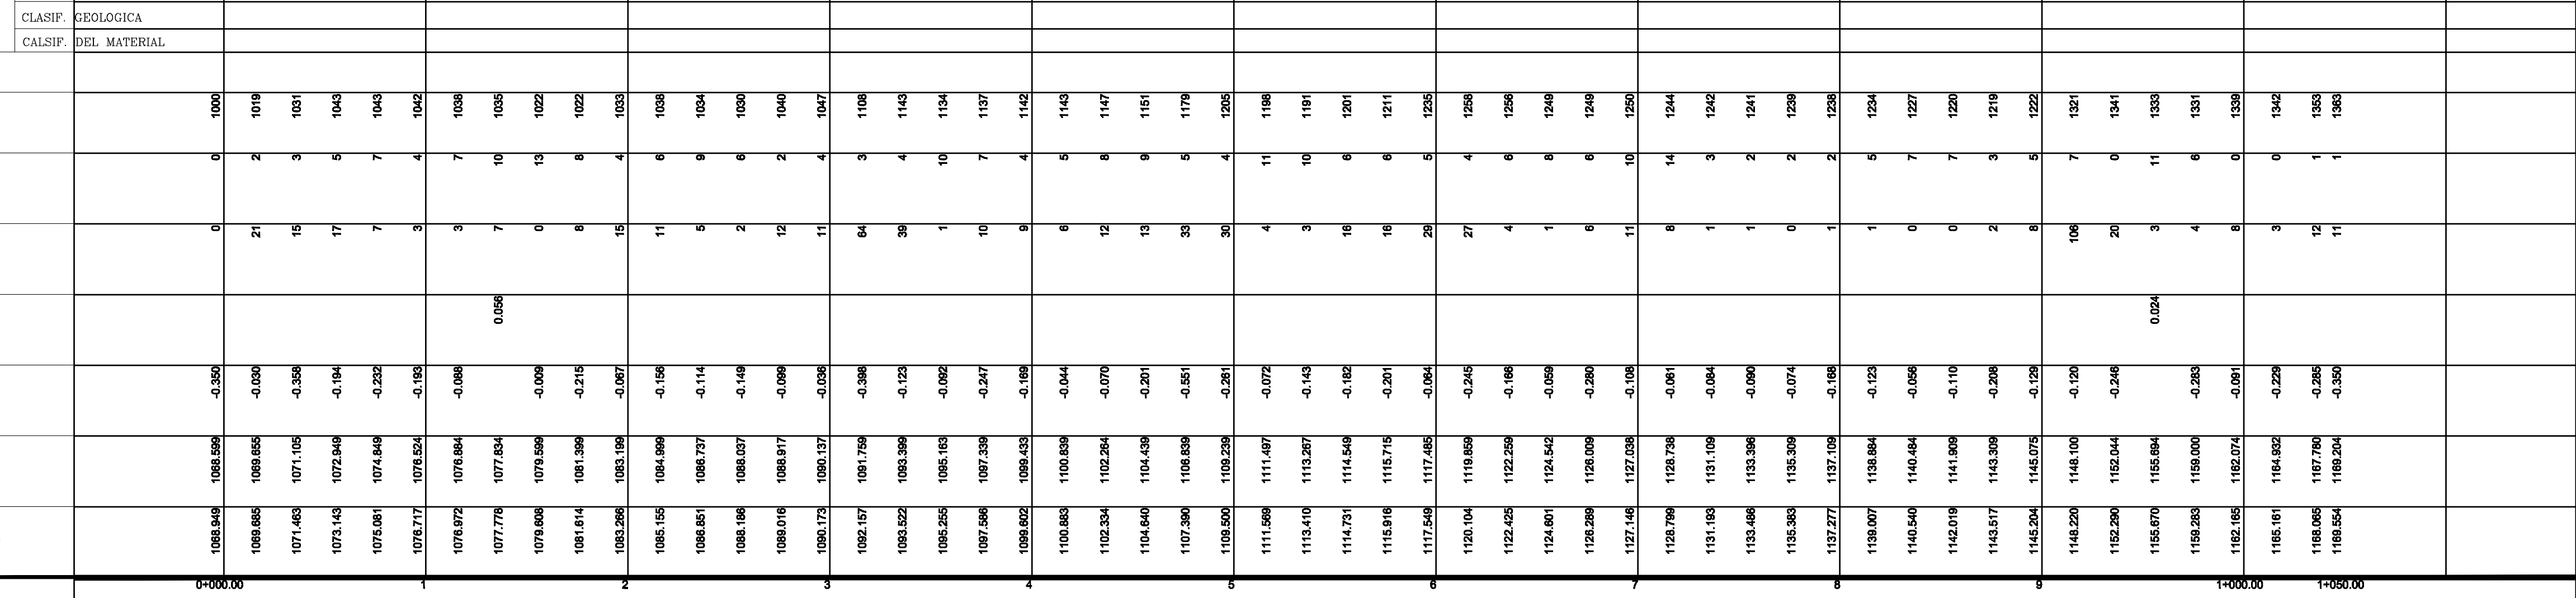 CLASIF. GEOLOGICA
CALSIF. DEL MATERIAL
1000 1019 1031 1043 1043 1042 1038 1035 1022 1022 1033 1038 1034 1030 1040 1047 1108 1143 1134 1137 1142 1143 1147 1151 1179 1205 1198 1191 1201 1211 1235 1258 1256 1249 1249 1250 1244 1242 1241 1239 1238 1234 1227 1220 1219 1222 1321 1341 1333 1331 1339 1342 1353 1363
0 2 3 5 7 4 7 10 13 8 4 6 9 6 2 4 3 4 10 7 4 5 8 9 5 4 11 10 6 6 5 4 6 8 6 10 14 3 2 2 2 5 7 7 3 5 7 0 11 6 0 0 1 1
0 21 15 17 7 3 3 7 0 8 15 11 5 2 12 11 64 39 1 10 9 6 12 13 33 30 4 3 16 16 29 27 4 1 6 11 8 1 1 0 1 1 0 0 2 8 106 20 3 4 8 3 12 11
0.056 0.024
-0.350 -0.030 -0.358 -0.194 -0.232 -0.193 -0.088 -0.009 -0.215 -0.067 -0.156 -0.114 -0.149 -0.099 -0.036 -0.398 -0.123 -0.092 -0.247 -0.169 -0.044 -0.070 -0.201 -0.551 -0.261 -0.072 -0.143 -0.182 -0.201 -0.064 -0.245 -0.166 -0.059 -0.280 -0.108 -0.061 -0.084 -0.090 -0.074 -0.168 -0.123 -0.056 -0.110 -0.208 -0.129 -0.120 -0.246 -0.283 -0.091 -0.229 -0.285 -0.350
1068.599 1069.655 1071.105 1072.949 1074.849 1076.524 1076.884 1077.834 1079.599 1081.399 1083.199 1084.999 1086.737 1088.037 1088.917 1090.137 1091.759 1093.399 1095.163 1097.339 1099.433 1100.839 1102.264 1104.439 1106.839 1109.239 1111.497 1113.267 1114.549 1115.715 1117.485 1119.859 1122.259 1124.542 1126.009 1127.038 1128.738 1131.109 1133.396 1135.309 1137.109 1138.884 1140.484 1141.909 1143.309 1145.075 1148.100 1152.044 1155.694 1159.000 1162.074 1164.932 1167.780 1169.204
1068.949 1069.685 1071.463 1073.143 1075.081 1076.717 1076.972 1077.778 1079.608 1081.614 1083.266 1085.155 1086.851 1088.186 1089.016 1090.173 1092.157 1093.522 1095.255 1097.586 1099.602 1100.883 1102.334 1104.640 1107.390 1109.500 1111.569 1113.410 1114.731 1115.916 1117.549 1120.104 1122.425 1124.601 1126.289 1127.146 1128.799 1131.193 1133.486 1135.383 1137.277 1139.007 1140.540 1142.019 1143.517 1145.204 1148.220 1152.290 1155.670 1159.283 1162.165 1165.161 1168.065 1169.554
0+000.00 1 2 3 4 5 6 7 8 9 1+000.00 1+050.00